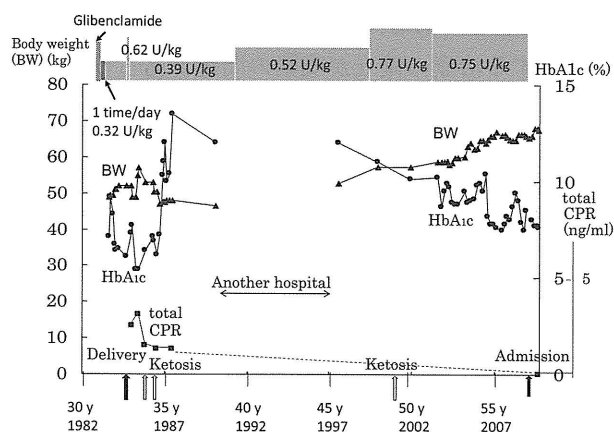 Glibenclamide
Body weight (BW) (kg)
0.62 U/kg
0.39 U/kg
0.52 U/kg
0.77 U/kg
0.75 U/kg
HbA1c (%)
1 time/day
0.32 U/kg
80
70
60
50
40
30
20
10
0
BW
HbA1c
BW
HbA1c
15
10
5
0
total
CPR
(ng/ml)
5
0
Another hospital
total
CPR
Delivery
Ketosis
Ketosis
Admission
30 y
35 y
40 y
45 y
50 y
55 y
1982
1987
1992
1997
2002
2007